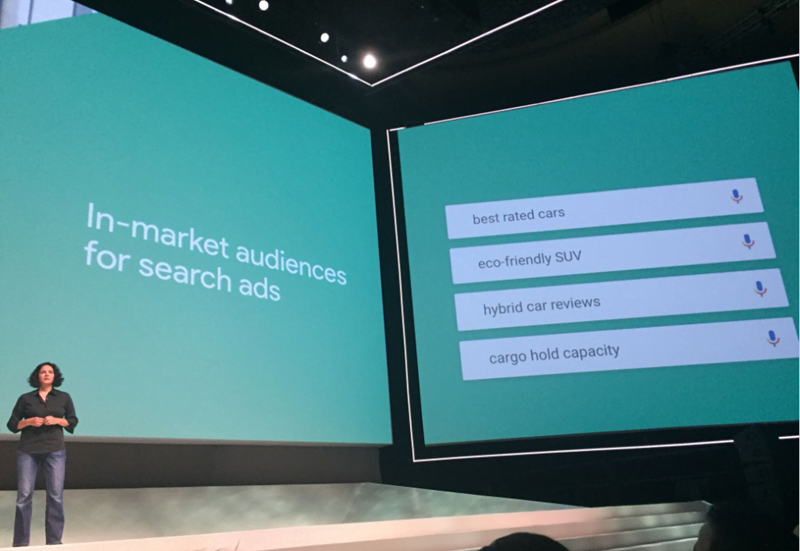 In-market audiences
for search ads
best rated cars
eco-friendly SUV
hybrid car reviews
cargo hold capacity